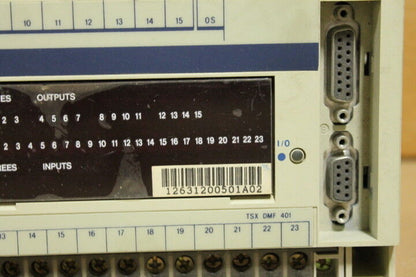 10 11 12 13 14 15 0S
ES OUTPUTS
2 3 4 5 6 7 8 9 10 11 12 13 14 15
2 3 4 5 6 7 8 9 10 11 12 13 14 15 16 17 18 19 20 21 22 23
I/O
REES INPUTS
12631200501A02
TSX DMF 401
13 14 15 16 17 18 19 20 21 22 23